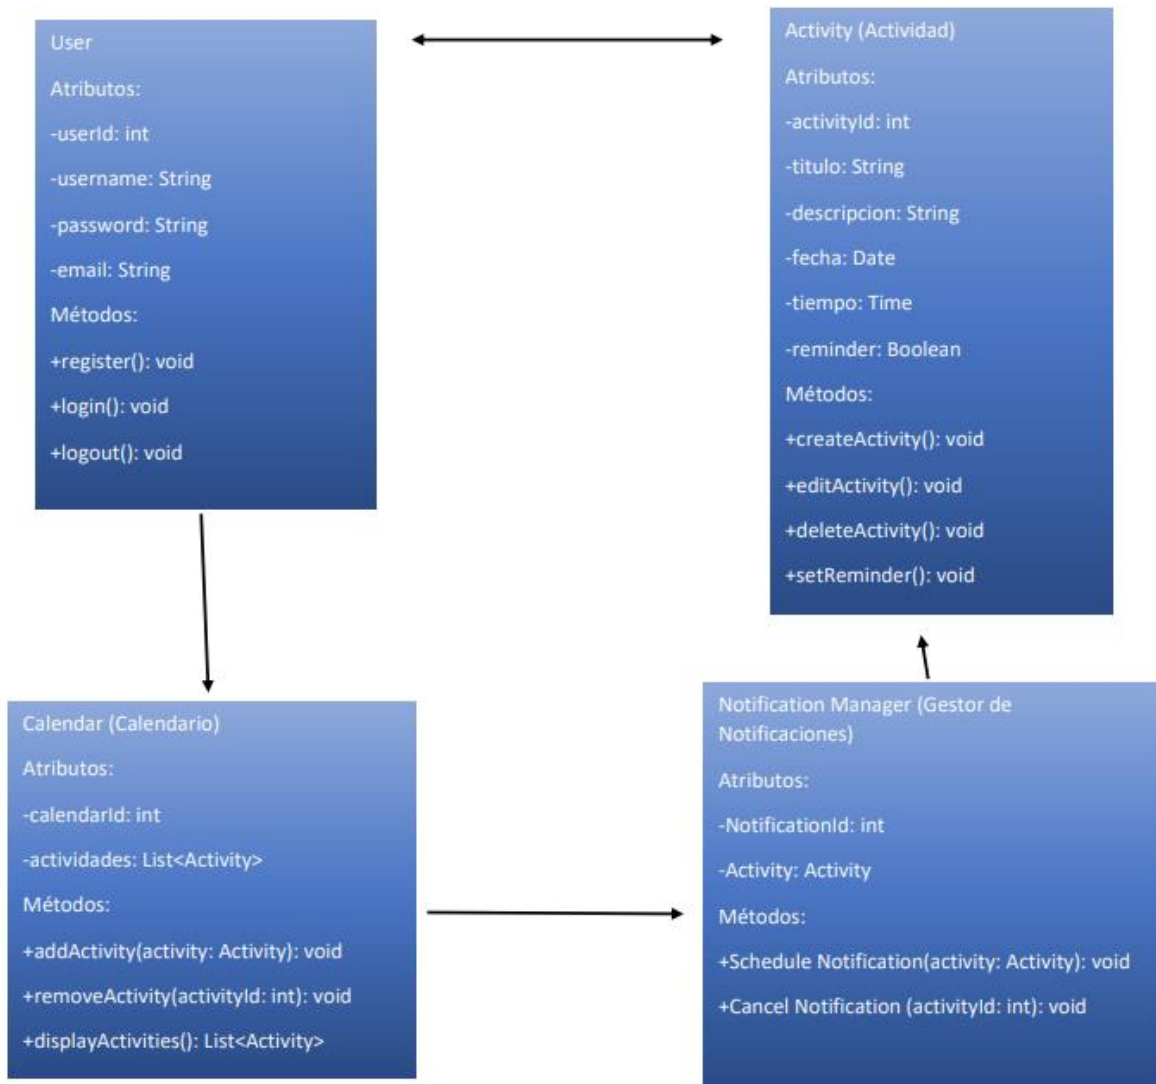 User
Atributos:
-userId: int
-username: String
-password: String
-email: String
Métodos:
+register(): void
+login(): void
+logout(): void
Activity (Actividad)
Atributos:
-activityId: int
-titulo: String
-descripcion: String
-fecha: Date
-tiempo: Time
-reminder: Boolean
Métodos:
+createActivity(): void
+editActivity(): void
+deleteActivity(): void
+setReminder(): void
Calendar (Calendario)
Atributos:
-calendarId: int
-actividades: List<Activity>
Métodos:
+addActivity(activity: Activity): void
+removeActivity(activityId: int): void
+displayActivities(): List<Activity>
Notification Manager (Gestor de
Notificaciones)
Atributos:
-NotificationId: int
-Activity: Activity
Métodos:
+Schedule Notification(activity: Activity): void
+Cancel Notification (activityId: int): void